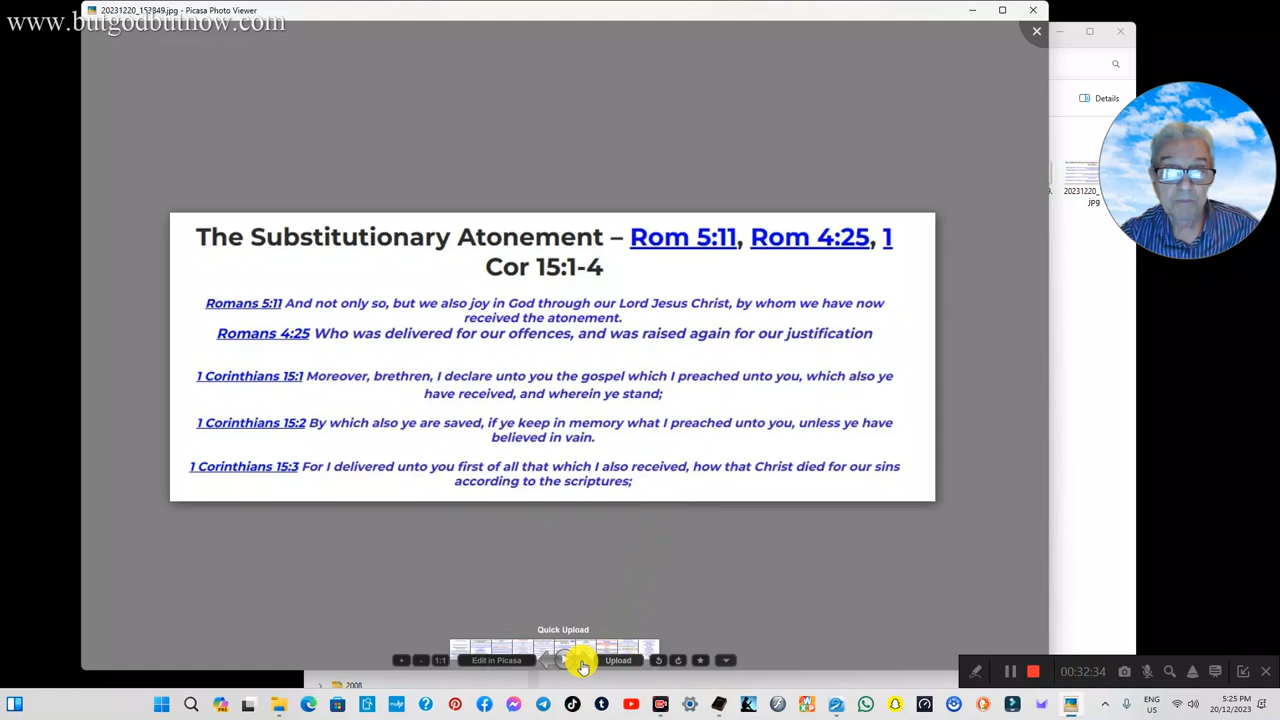 20231220_153849.jpg - Picasa Photo Viewer
www.butgodbutnow.com
Details
The Substitutionary Atonement – Rom 5:11, Rom 4:25, 1
Cor 15:1-4
Romans 5:11 And not only so, but we also joy in God through our Lord Jesus Christ, by whom we have now
received the atonement.
Romans 4:25 Who was delivered for our offences, and was raised again for our justification
1 Corinthians 15:1 Moreover, brethren, I declare unto you the gospel which I preached unto you, which also ye
have received, and wherein ye stand;
1 Corinthians 15:2 By which also ye are saved, if ye keep in memory what I preached unto you, unless ye have
believed in vain.
1 Corinthians 15:3 For I delivered unto you first of all that which I also received, how that Christ died for our sins
according to the scriptures;
20231220_
jpg
Quick Upload
1:1
Edit in Picasa
Upload
2008
00:32:34
ENG
US
5:25 PM
20/12/2023